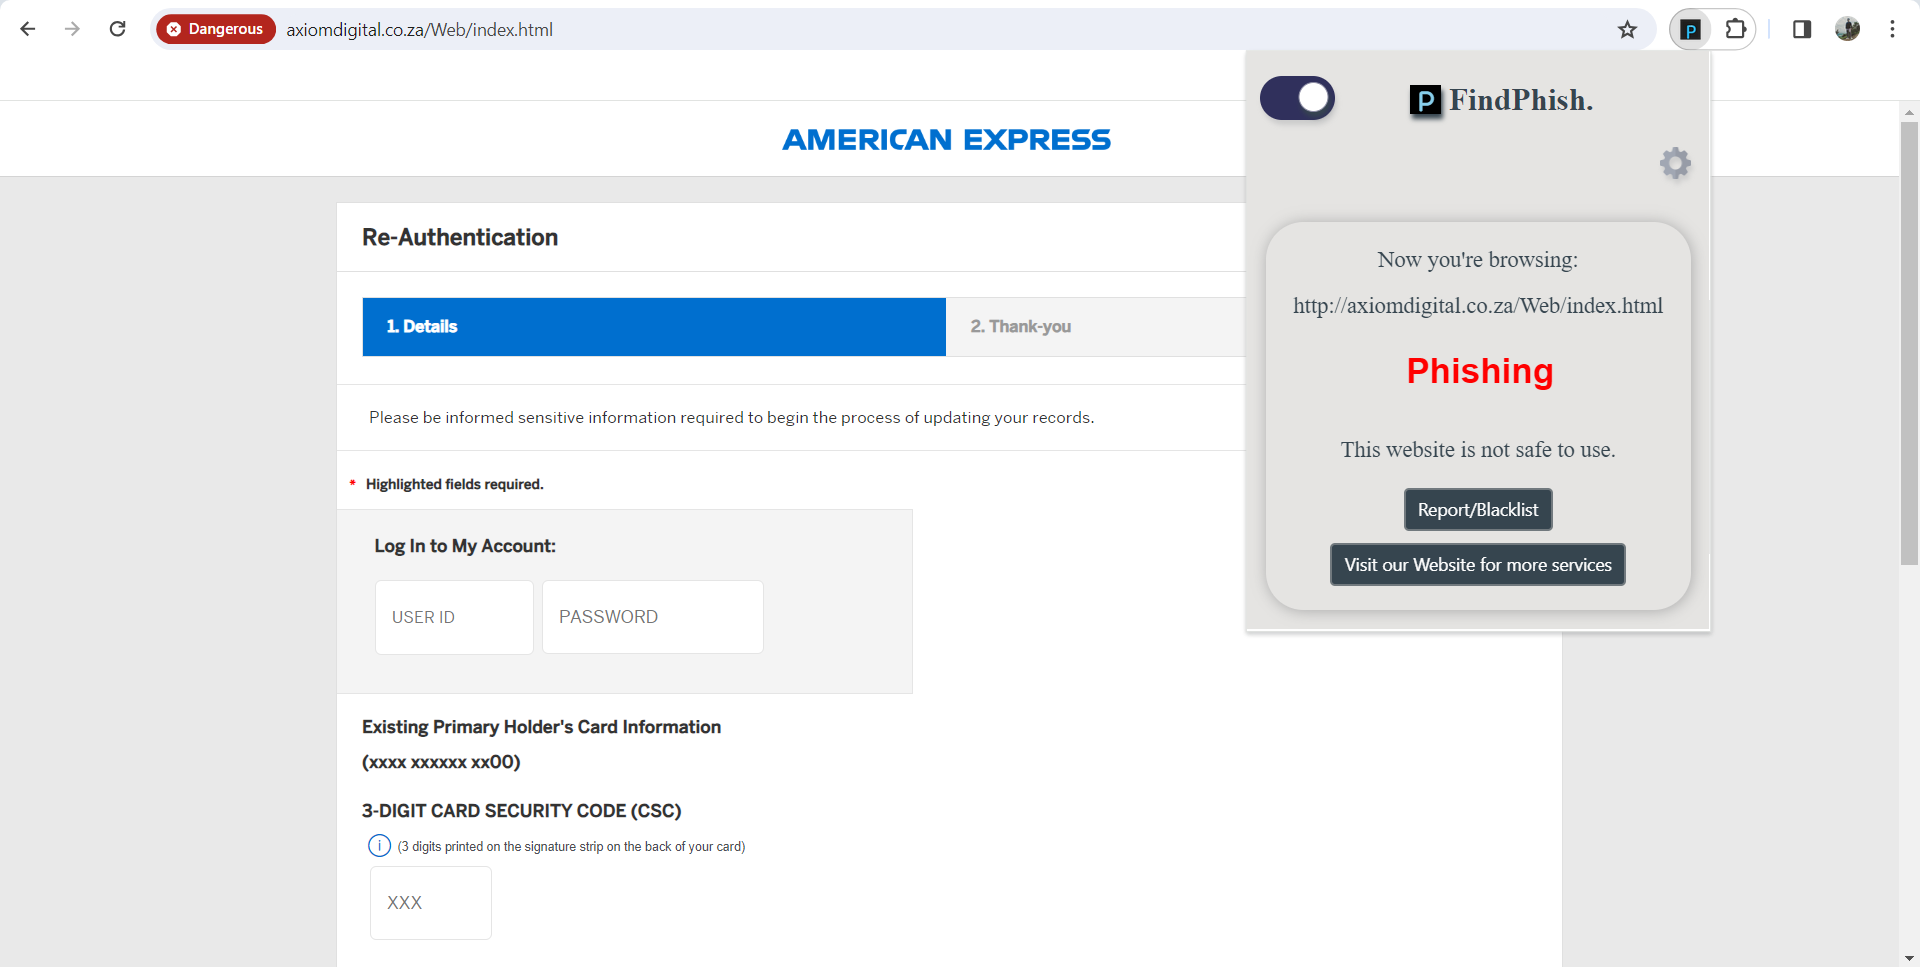 Dangerous axiomdigital.co.za/Web/index.html
P
P FindPhish.
AMERICAN EXPRESS
Re-Authentication
1. Details
2. Thank-you
Please be informed sensitive information required to begin the process of updating your records.
* Highlighted fields required.
Log In to My Account:
USER ID
PASSWORD
Existing Primary Holder's Card Information
(xxxx xxxxxx xx00)
3-DIGIT CARD SECURITY CODE (CSC)
i (3 digits printed on the signature strip on the back of your card)
XXX
Now you're browsing:
http://axiomdigital.co.za/Web/index.html
Phishing
This website is not safe to use.
Report/Blacklist
Visit our Website for more services